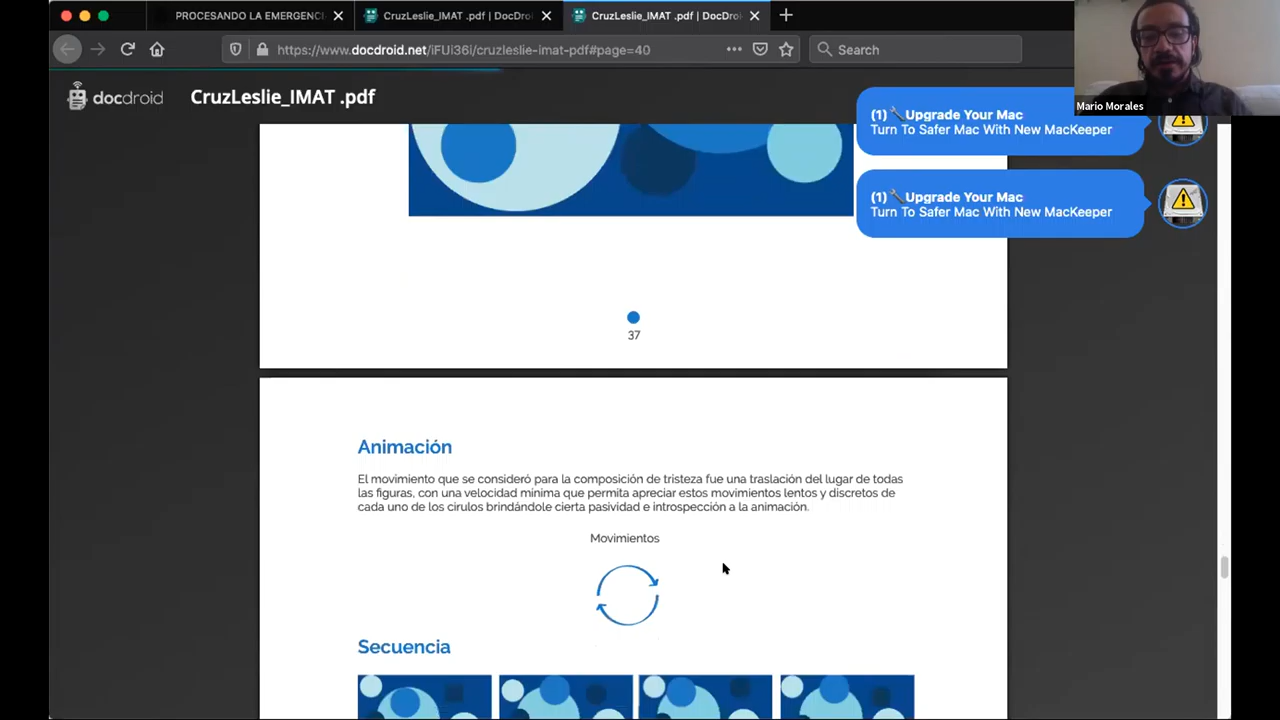 PROCESANDO LA EMERGENCI
CruzLeslie_IMAT .pdf | DocDroi
CruzLeslie_IMAT .pdf | DocDroi
https://www.docdroid.net/iFUi36i/cruzleslie-imat-pdf#page=40
Search
Mario Morales
docdroid
CruzLeslie_IMAT .pdf
(1) Upgrade Your Mac
Turn To Safer Mac With New MacKeeper
(1) Upgrade Your Mac
Turn To Safer Mac With New MacKeeper
37
Animación
El movimiento que se consideró para la composición de tristeza fue una traslación del lugar de todas
las figuras, con una velocidad mínima que permita apreciar estos movimientos lentos y discretos de
cada uno de los cirulos brindándole cierta pasividad e introspección a la animación.
Movimientos
Secuencia